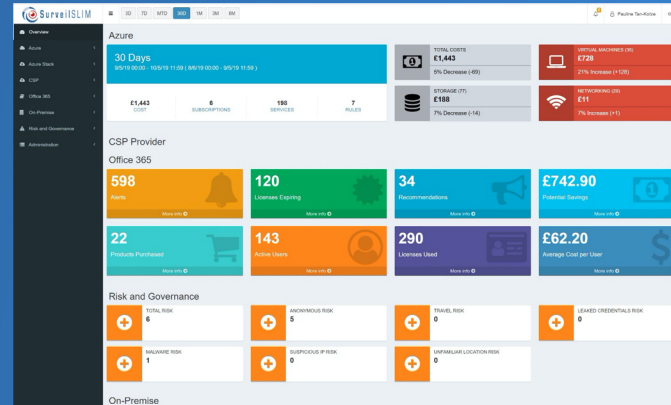 SurveilSLIM
3D 7D MTD 30D 1M 3M 6M
Pauline Tan-Kotze
Overview
Azure
Azure Stack
CSP
Office 365
On-Premise
Risk and Governance
Administration
Azure
30 Days
9/5/19 00:00 - 10/5/19 11:59 ( 8/6/19 00:00 - 9/5/19 11:59 )
£1,443
COST
6
SUBSCRIPTIONS
198
SERVICES
7
RULES
TOTAL COSTS
£1,443
5% Decrease (-69)
VIRTUAL MACHINES (36)
£728
21% Increase (+128)
STORAGE (77)
£188
7% Decrease (-14)
NETWORKING (29)
£11
7% Increase (+1)
CSP Provider
Office 365
598
Alerts
More info
120
Licenses Expiring
More info
34
Recommendations
More info
£742.90
Potential Savings
More info
22
Products Purchased
More info
143
Active Users
More info
290
Licenses Used
More info
£62.20
Average Cost per User
More info
Risk and Governance
TOTAL RISK
6
ANONYMOUS RISK
5
TRAVEL RISK
0
LEAKED CREDENTIALS RISK
0
MALWARE RISK
1
SUSPICIOUS IP RISK
0
UNFAMILIAR LOCATION RISK
0
On-Premise